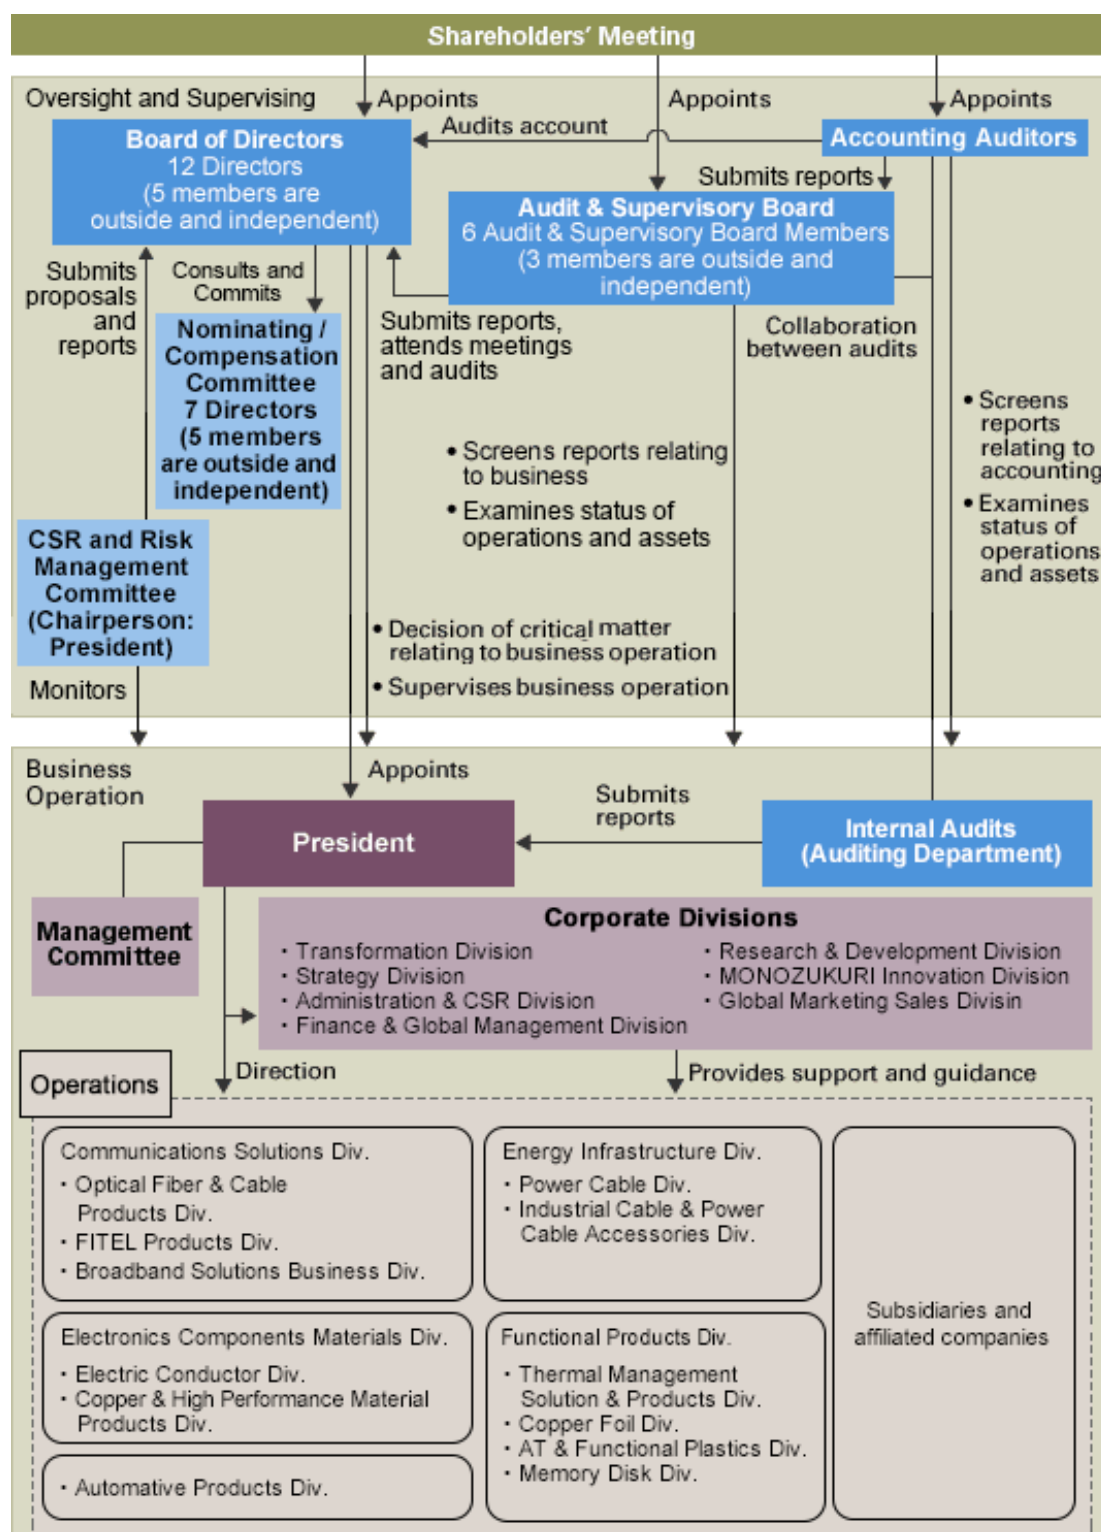 Shareholders' Meeting
Oversight and Supervising
Appoints
Appoints
Appoints
Board of Directors
12 Directors
(5 members are
outside and independent)
Audits account
Accounting Auditors
Submits reports
Audit & Supervisory Board
6 Audit & Supervisory Board Members
(3 members are outside and
independent)
Submits
proposals
and
reports
Consults and
Commits
Nominating /
Compensation
Committee
7 Directors
(5 members
are outside and
independent)
Submits reports,
attends meetings
and audits
Collaboration
between audits
• Screens reports relating
to business
• Examines status of
operations and assets
• Screens
reports
relating to
accounting
• Examines
status of
operations
and assets
CSR and Risk
Management
Committee
(Chairperson:
President)
Monitors
• Decision of critical matter
relating to business operation
• Supervises business operation
Business
Operation
Appoints
President
Submits
reports
Internal Audits
(Auditing Department)
Management
Committee
Corporate Divisions
・Transformation Division
・Strategy Division
・Administration & CSR Division
・Finance & Global Management Division
・Research & Development Division
・MONOZUKURI Innovation Division
・Global Marketing Sales Divisin
Direction
Provides support and guidance
Operations
Communications Solutions Div.
・Optical Fiber & Cable
Products Div.
・FITEL Products Div.
・Broadband Solutions Business Div.
Energy Infrastructure Div.
・Power Cable Div.
・Industrial Cable & Power
Cable Accessories Div.
Electronics Components Materials Div.
・Electric Conductor Div.
・Copper & High Performance Material
Products Div.
Functional Products Div.
・Thermal Management
Solution & Products Div.
・Copper Foil Div.
・AT & Functional Plastics Div.
・Memory Disk Div.
・Automative Products Div.
Subsidiaries and
affiliated companies